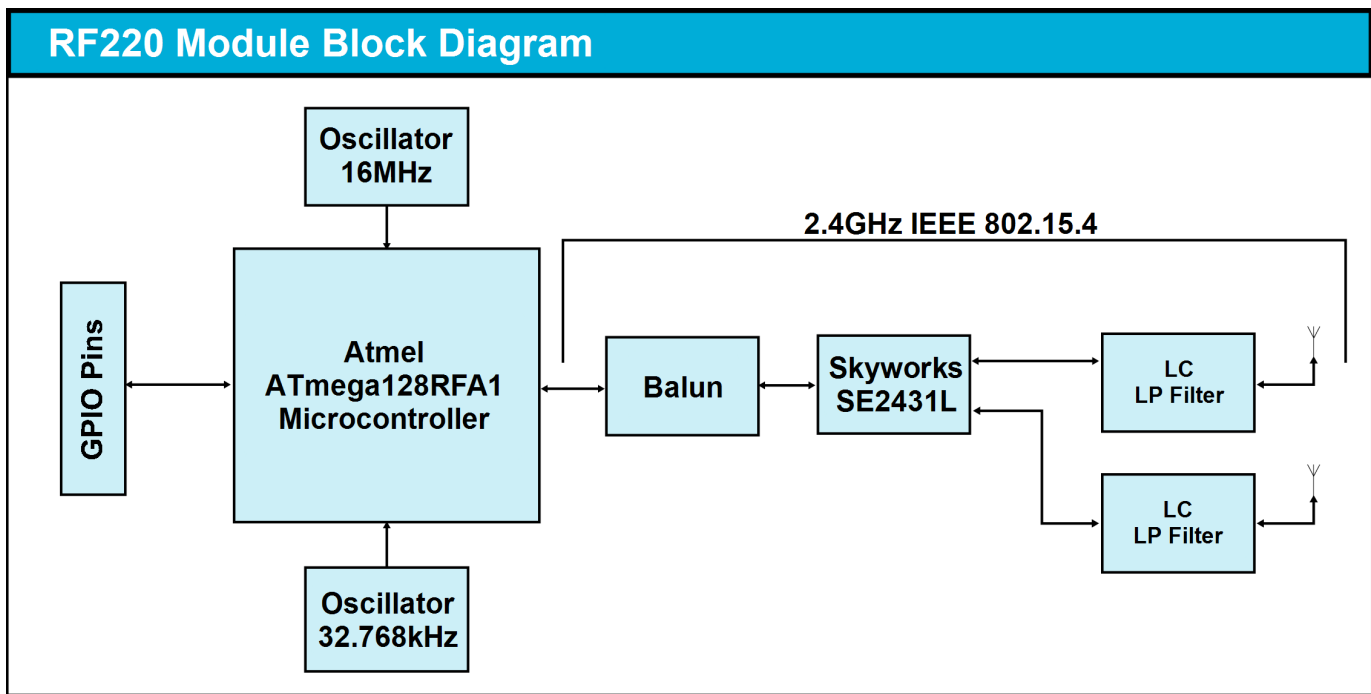 RF220 Module Block Diagram
Oscillator
16MHz
2.4GHz IEEE 802.15.4
GPIO Pins
Atmel
ATmega128RFA1
Microcontroller
Balun
Skyworks
SE2431L
LC
LP Filter
LC
LP Filter
Oscillator
32.768kHz